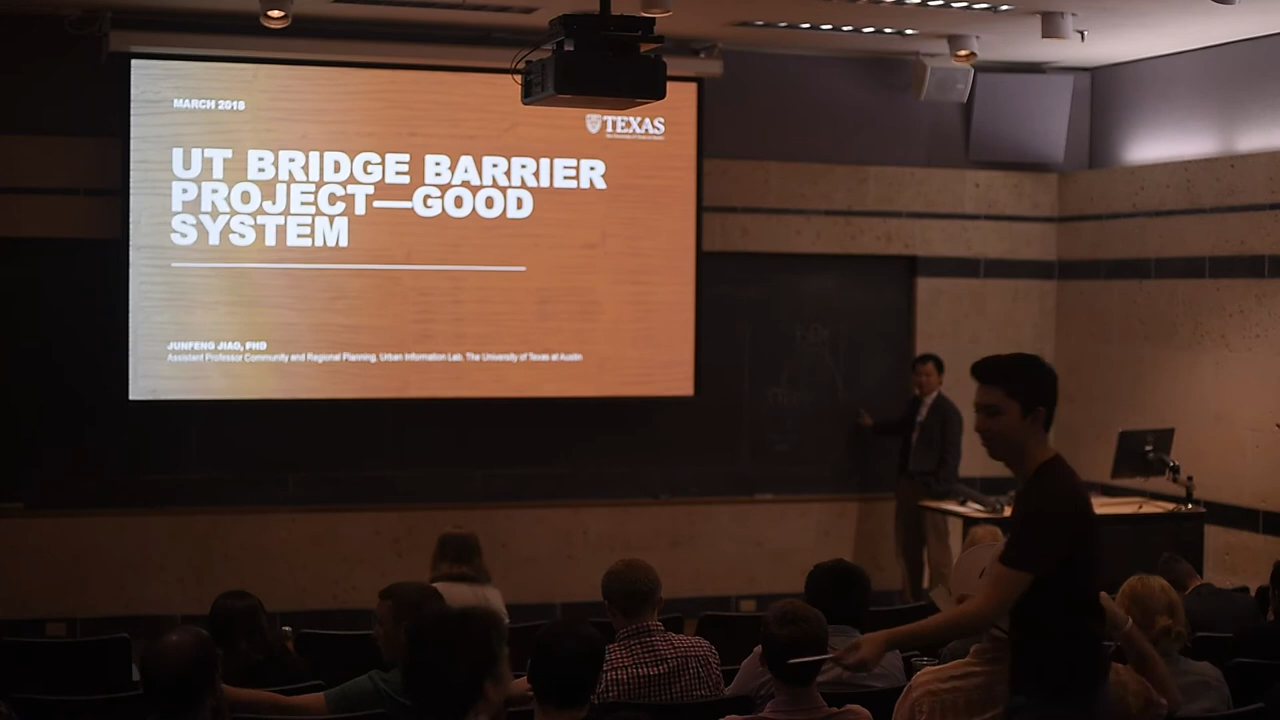 MARCH 2018
TEXAS
UT BRIDGE BARRIER
PROJECT—GOOD
SYSTEM
JUNFENG JIAO, PHD
Assistant Professor Community and Regional Planning, Urban Information Lab, The University of Texas at Austin